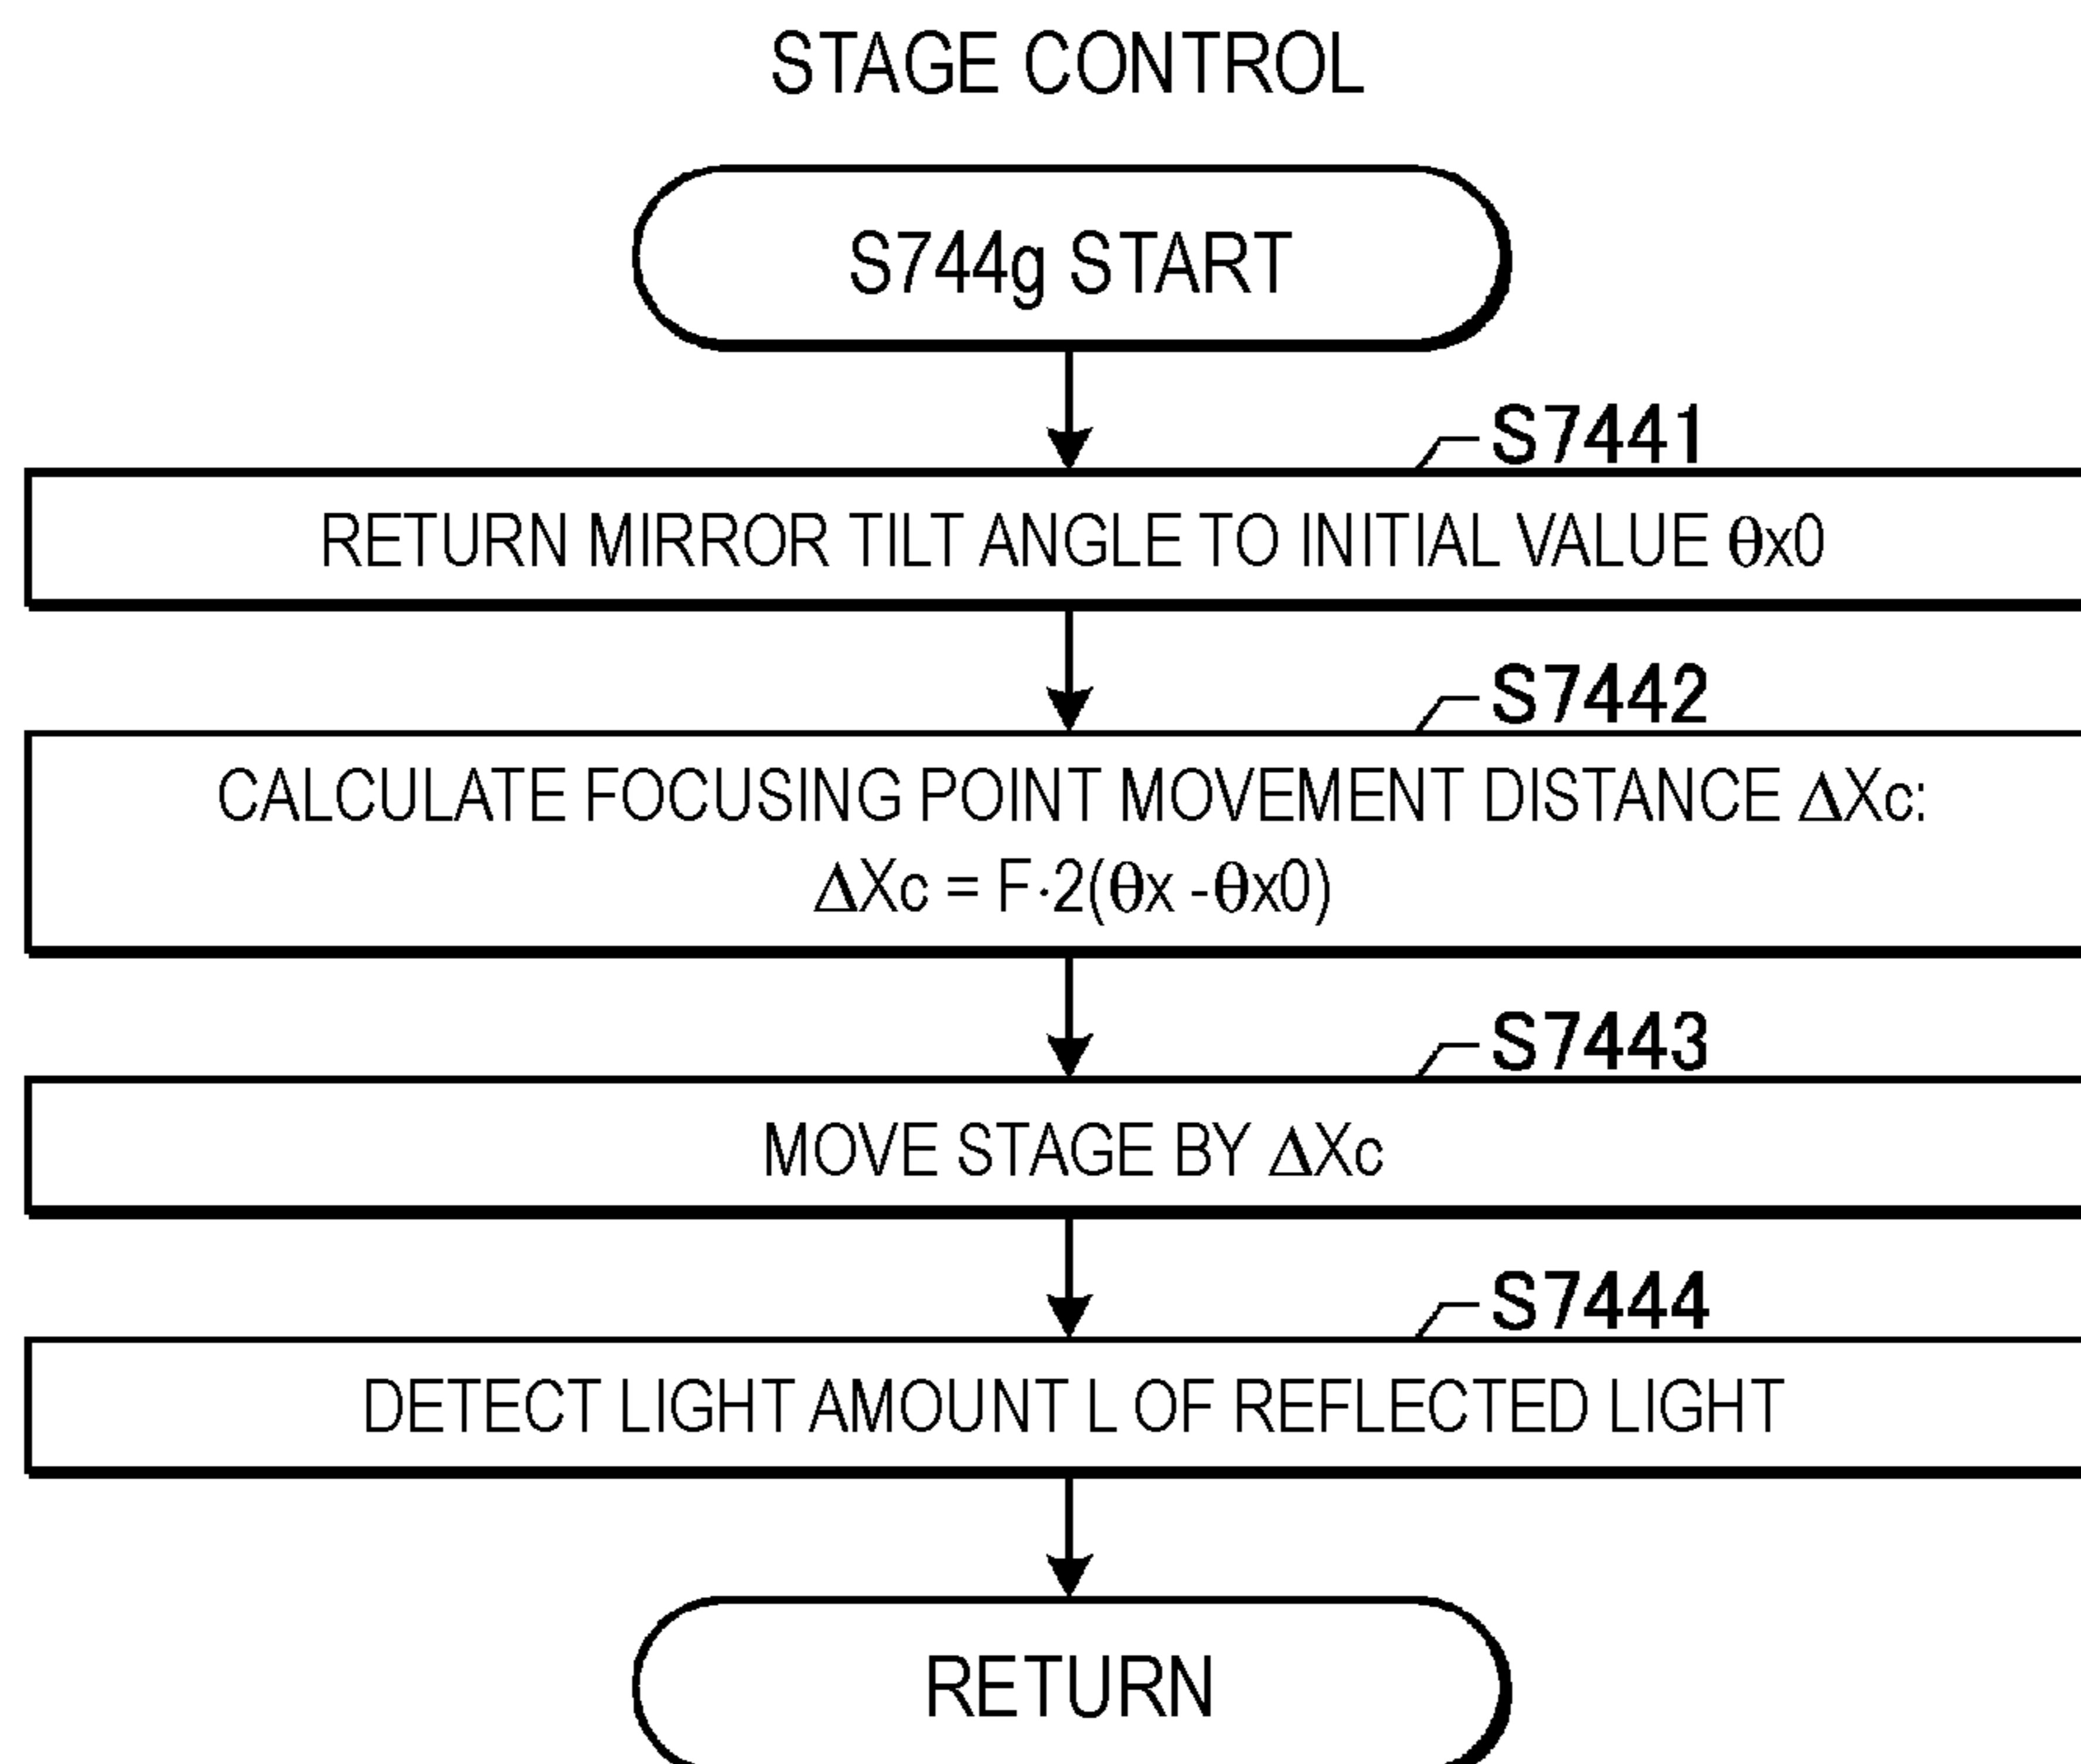 STAGE CONTROL
S744g START
S7441
RETURN MIRROR TILT ANGLE TO INITIAL VALUE θx0
S7442
CALCULATE FOCUSING POINT MOVEMENT DISTANCE ΔXc:
ΔXc = F·2(θx -θx0)
S7443
MOVE STAGE BY ΔXc
S7444
DETECT LIGHT AMOUNT L OF REFLECTED LIGHT
RETURN